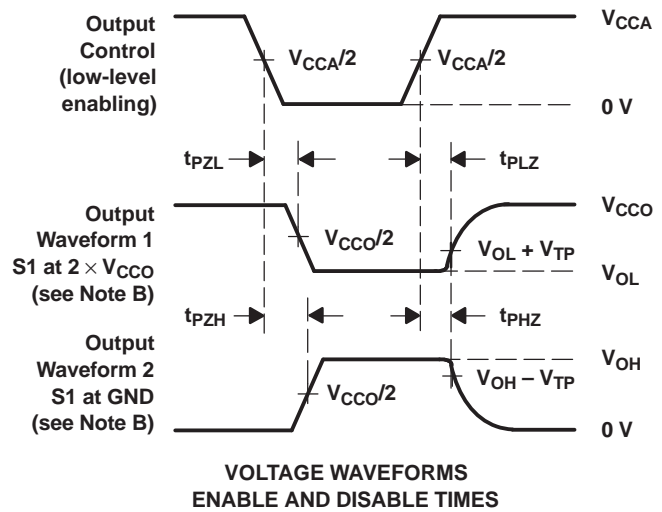 Output
Control
(low-level
enabling)
VCCA
VCCA/2
VCCA/2
0 V
tPZL
tPLZ
Output
Waveform 1
S1 at 2 × VCCO
(see Note B)
VCCO
VCCO/2
VOL + VTP
VOL
tPZH
tPHZ
Output
Waveform 2
S1 at GND
(see Note B)
VOH
VCCO/2
VOH – VTP
0 V
VOLTAGE WAVEFORMS
ENABLE AND DISABLE TIMES